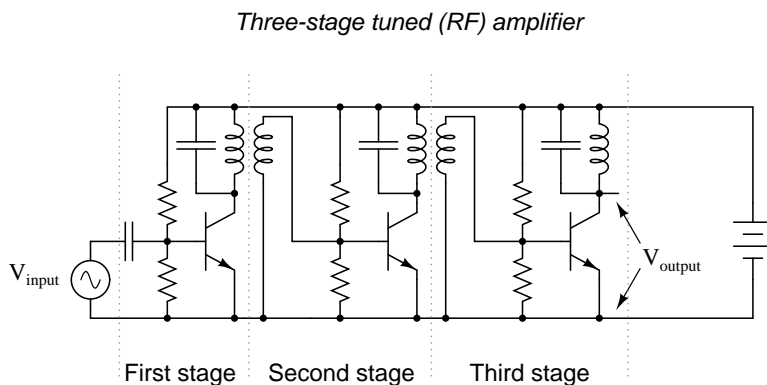 Three-stage tuned (RF) amplifier
Vinput
Voutput
First stage Second stage Third stage